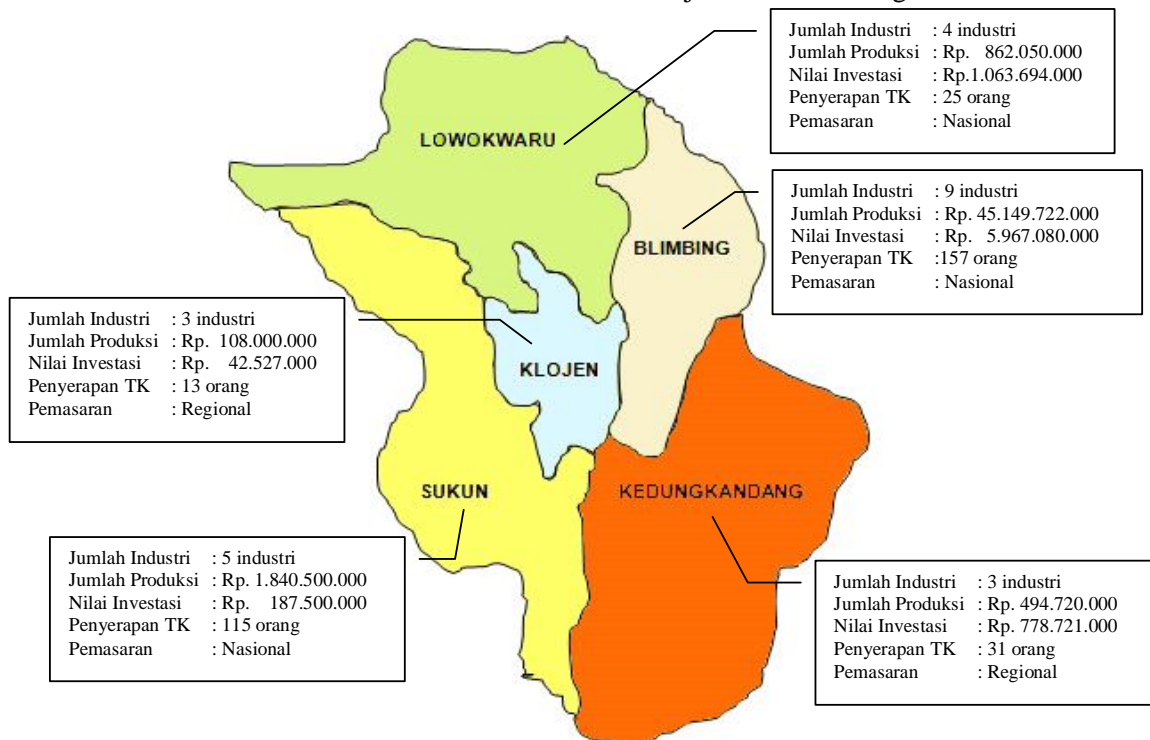 Jumlah Industri : 4 industri
Jumlah Produksi : Rp. 862.050.000
Nilai Investasi : Rp.1.063.694.000
Penyerapan TK : 25 orang
Pemasaran : Nasional
LOWOKWARU
Jumlah Industri : 9 industri
Jumlah Produksi : Rp. 45.149.722.000
Nilai Investasi : Rp. 5.967.080.000
Penyerapan TK :157 orang
Pemasaran : Nasional
BLIMBING
Jumlah Industri : 3 industri
Jumlah Produksi : Rp. 108.000.000
Nilai Investasi : Rp. 42.527.000
Penyerapan TK : 13 orang
Pemasaran : Regional
KLOJEN
SUKUN
KEDUNGKANDANG
Jumlah Industri : 5 industri
Jumlah Produksi : Rp. 1.840.500.000
Nilai Investasi : Rp. 187.500.000
Penyerapan TK : 115 orang
Pemasaran : Nasional
Jumlah Industri : 3 industri
Jumlah Produksi : Rp. 494.720.000
Nilai Investasi : Rp. 778.721.000
Penyerapan TK : 31 orang
Pemasaran : Regional